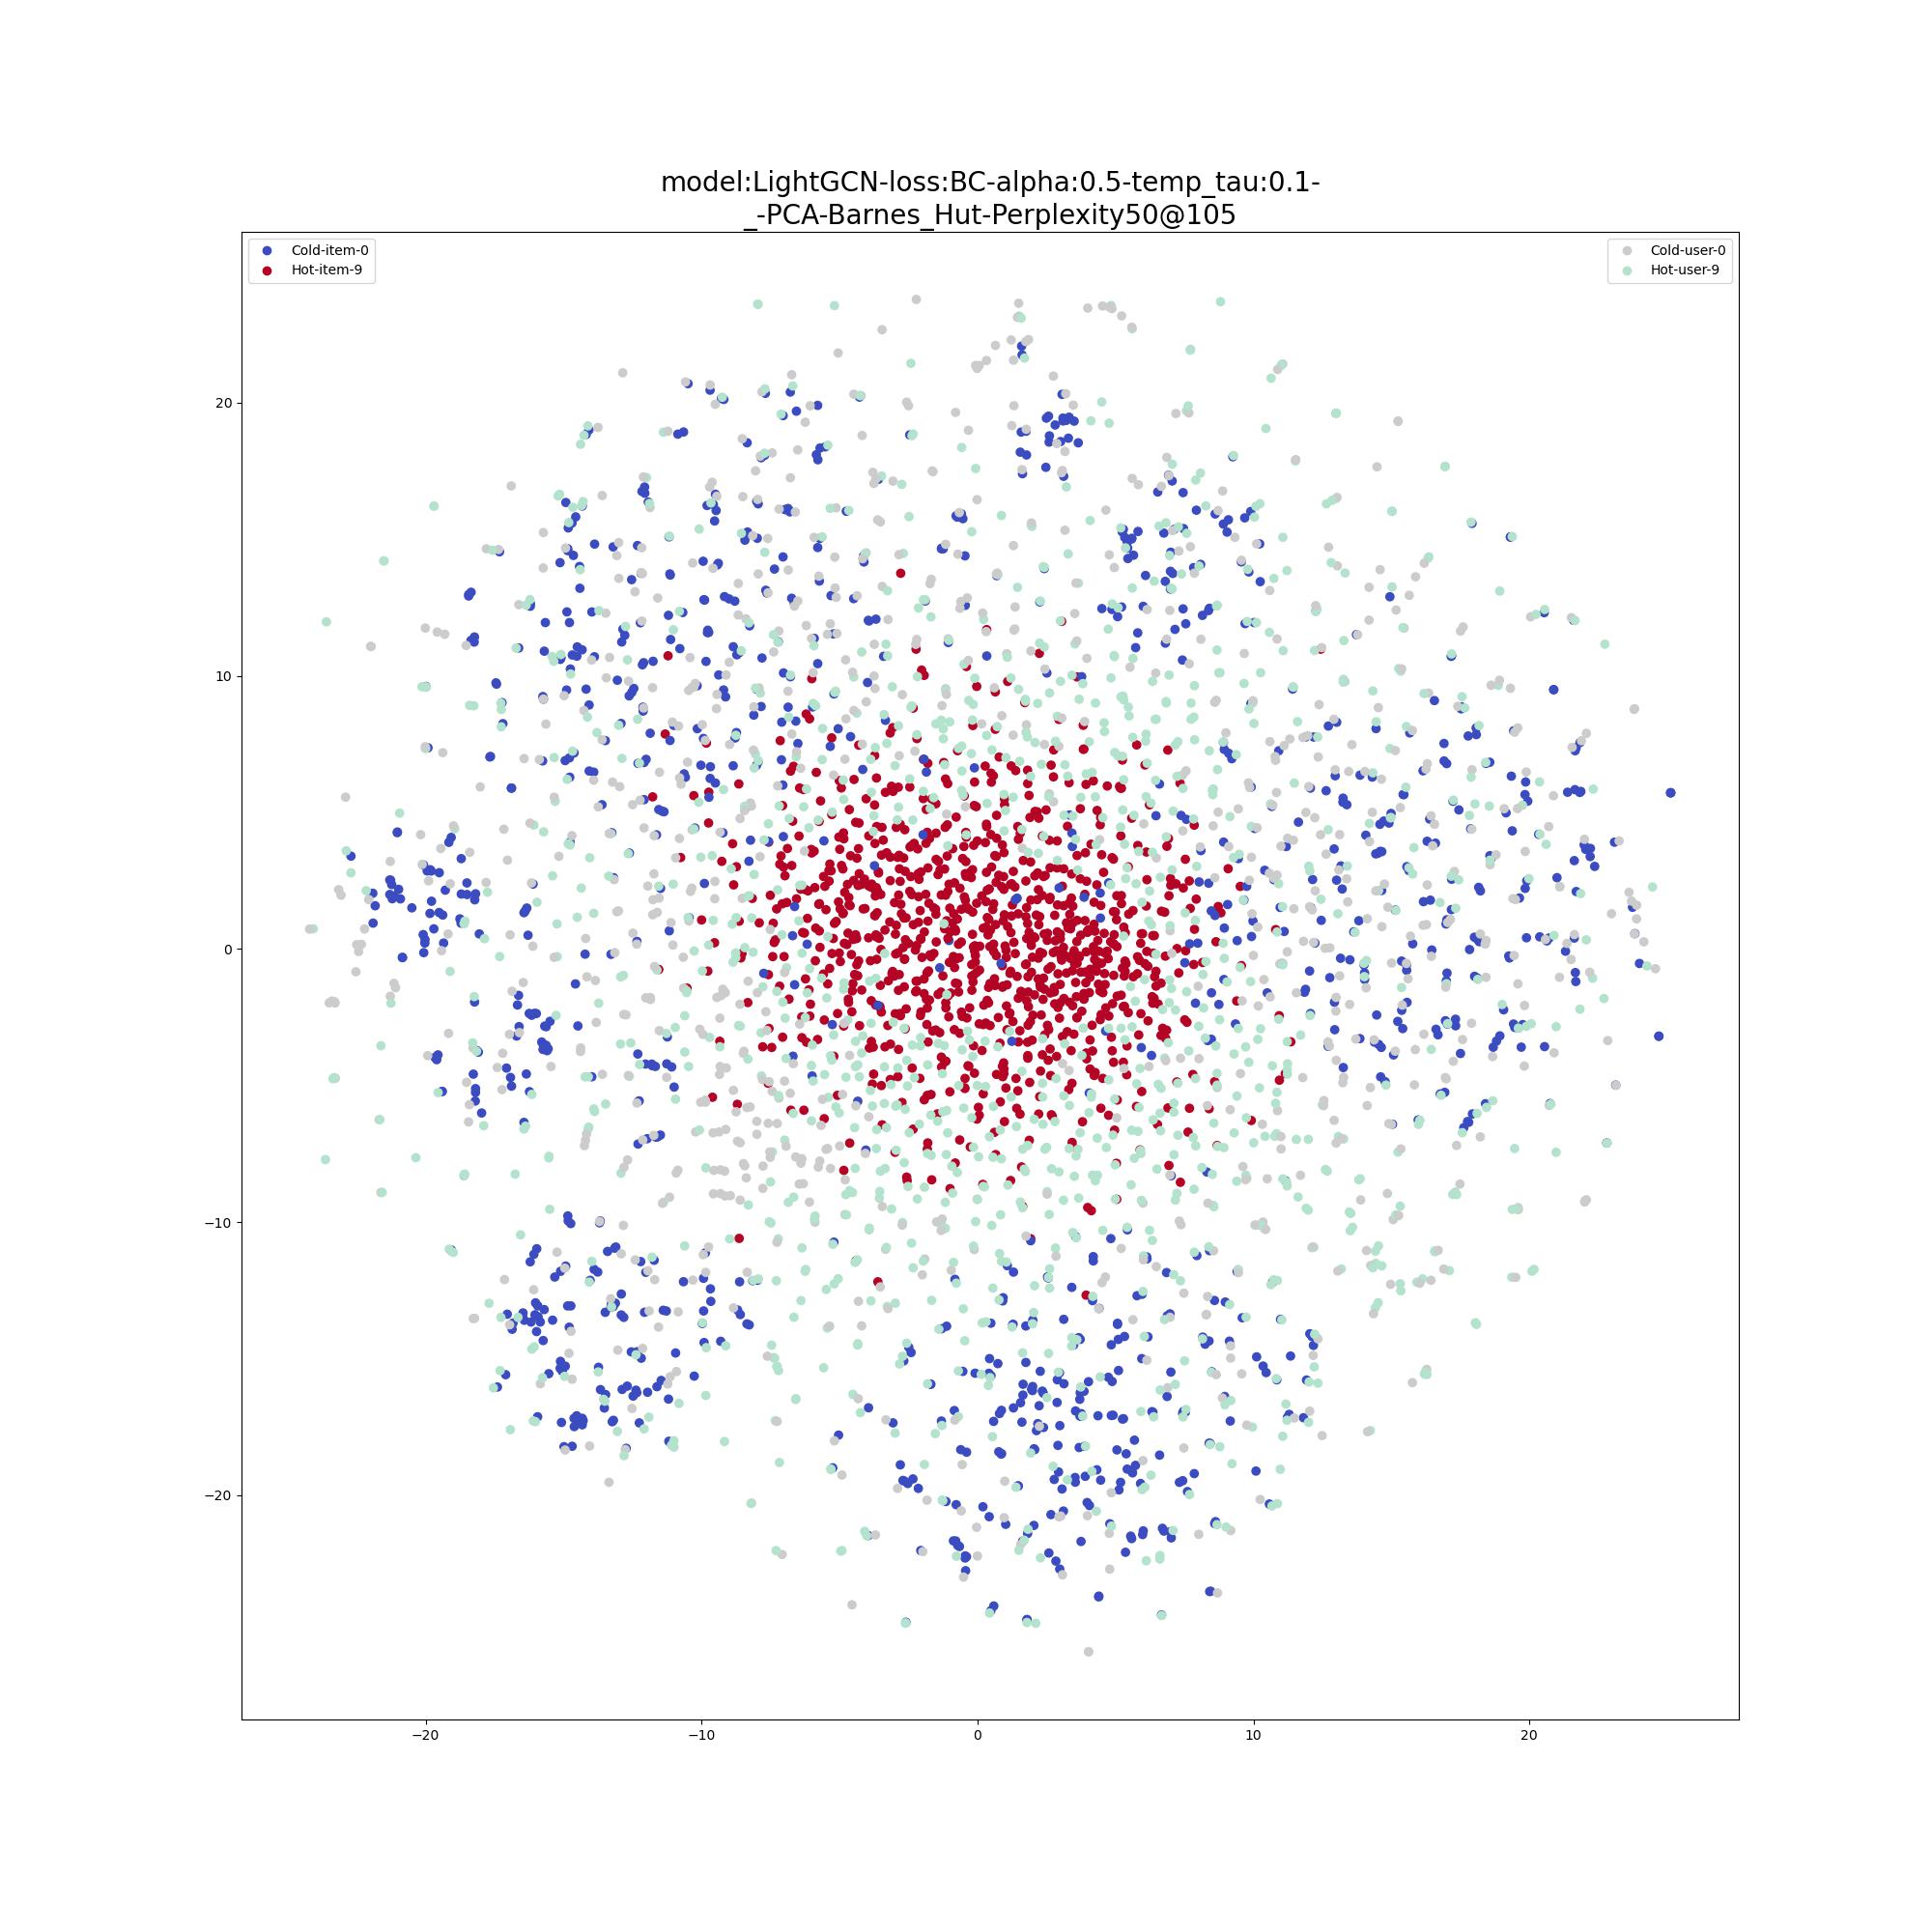 model:LightGCN-loss:BC-alpha:0.5-temp_tau:0.1-
_-PCA-Barnes_Hut-Perplexity50@105
Cold-item-0
Hot-item-9
Cold-user-0
Hot-user-9
20
10
0
−10
−20
−20
−10
0
10
20